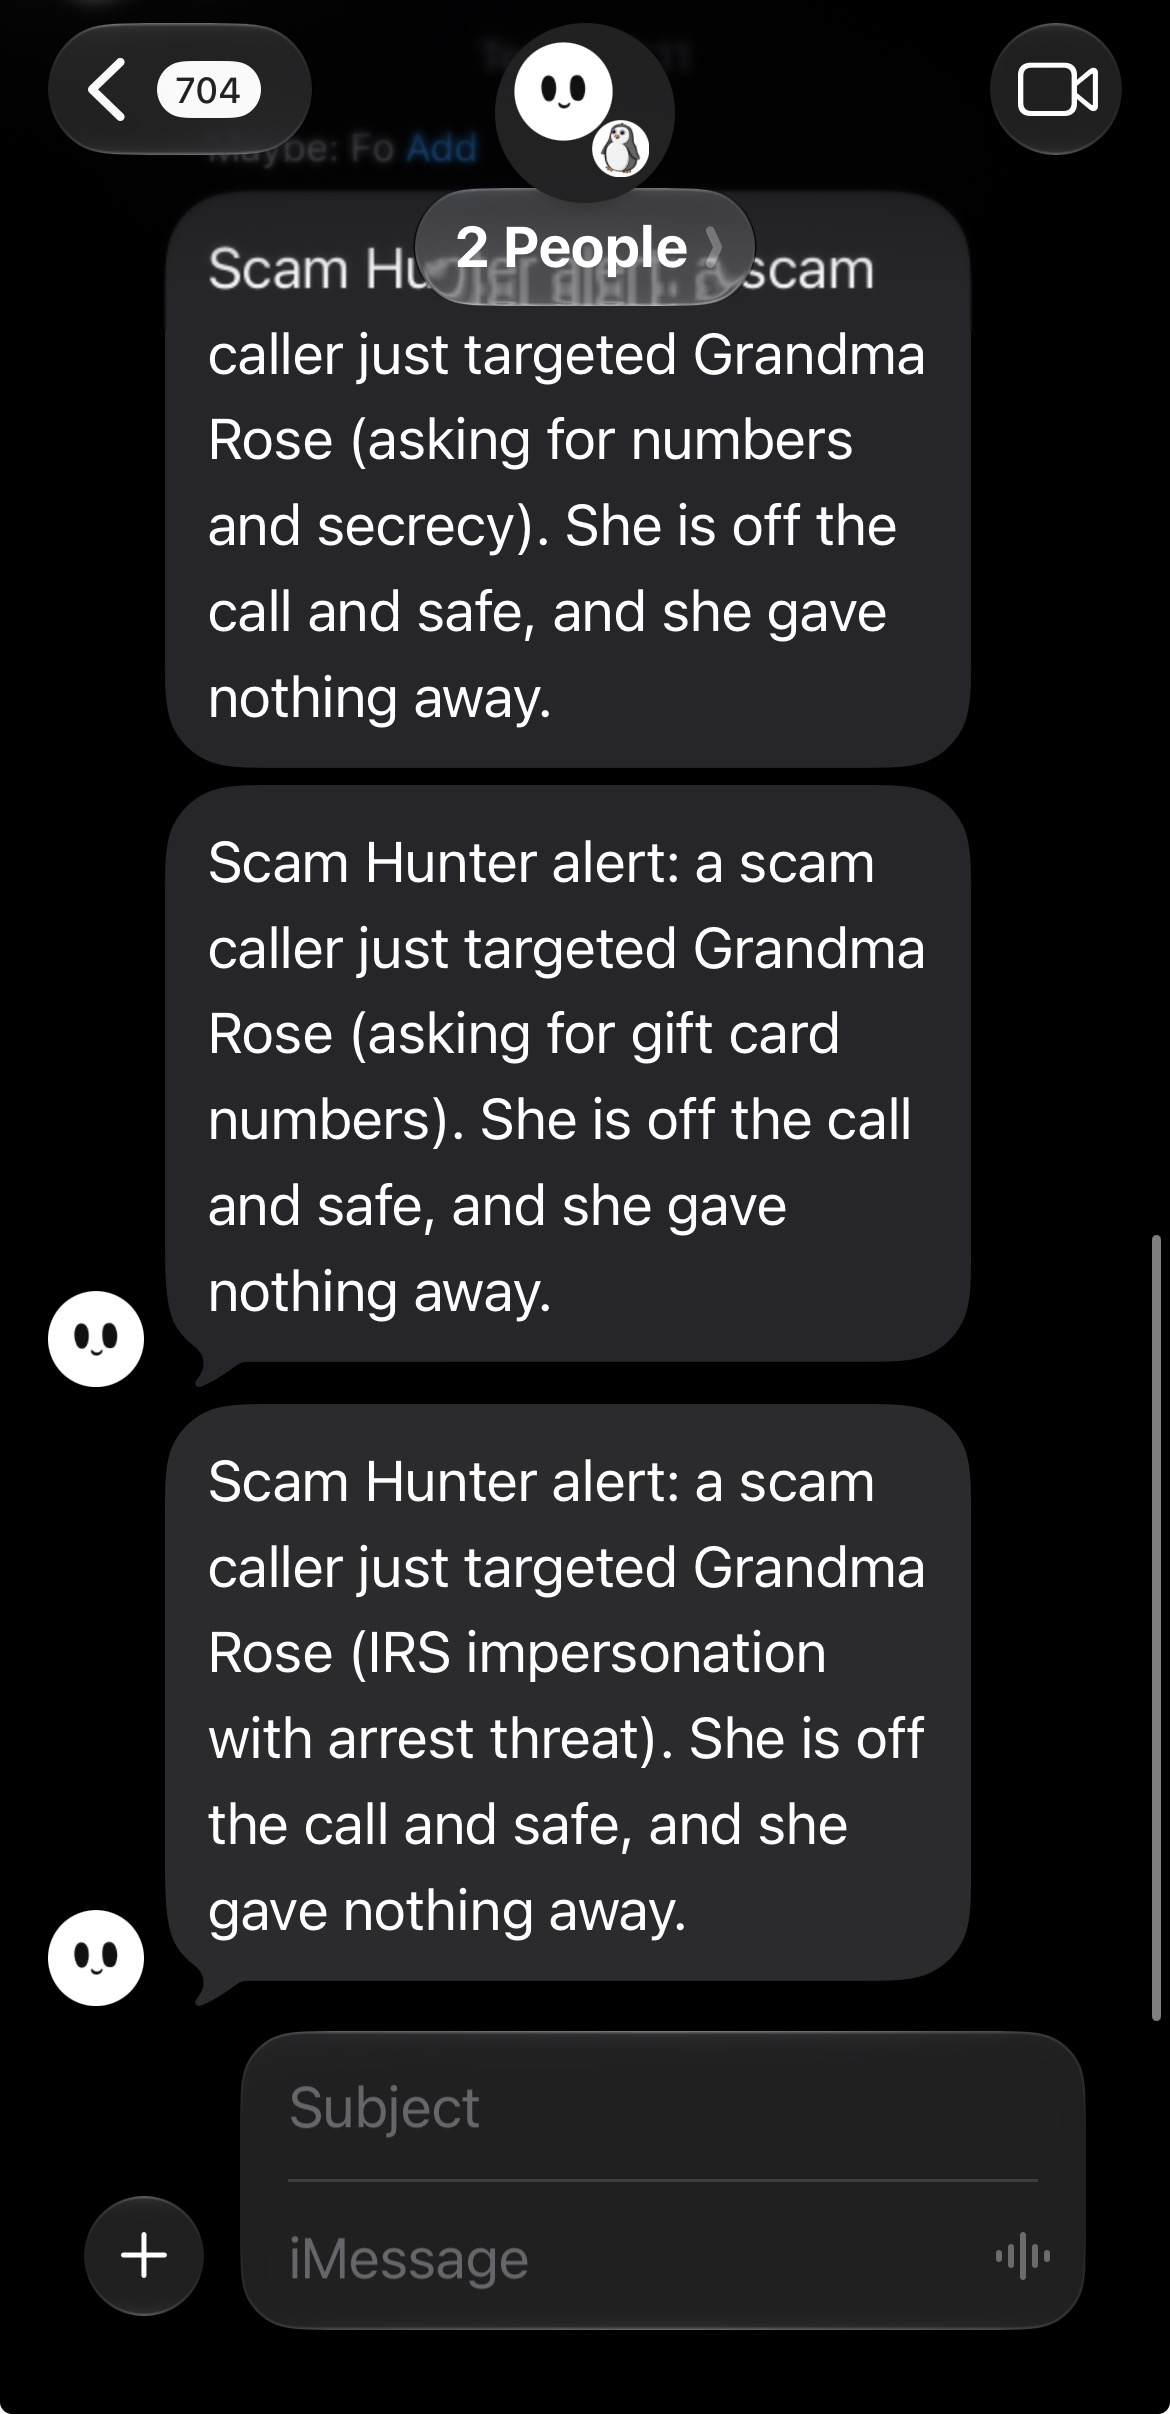 704
Maybe: Fo Add
2 People
Scam Hunter alert: a scam
caller just targeted Grandma
Rose (asking for numbers
and secrecy). She is off the
call and safe, and she gave
nothing away.
Scam Hunter alert: a scam
caller just targeted Grandma
Rose (asking for gift card
numbers). She is off the call
and safe, and she gave
nothing away.
Scam Hunter alert: a scam
caller just targeted Grandma
Rose (IRS impersonation
with arrest threat). She is off
the call and safe, and she
gave nothing away.
Subject
iMessage